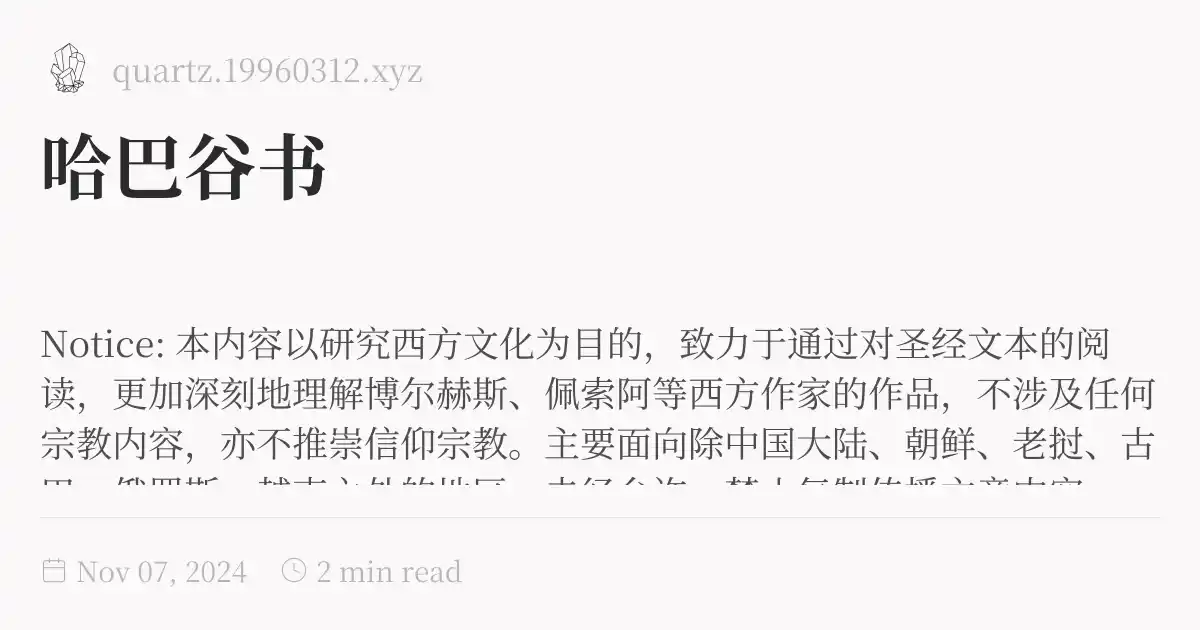 quartz.19960312.xyz
哈巴谷书
Notice: 本内容以研究西方文化为目的，致力于通过对圣经文本的阅
读，更加深刻地理解博尔赫斯、佩索阿等西方作家的作品，不涉及任何
宗教内容，亦不推崇信仰宗教。主要面向除中国大陆、朝鲜、老挝、古
Nov 07, 2024
2 min read